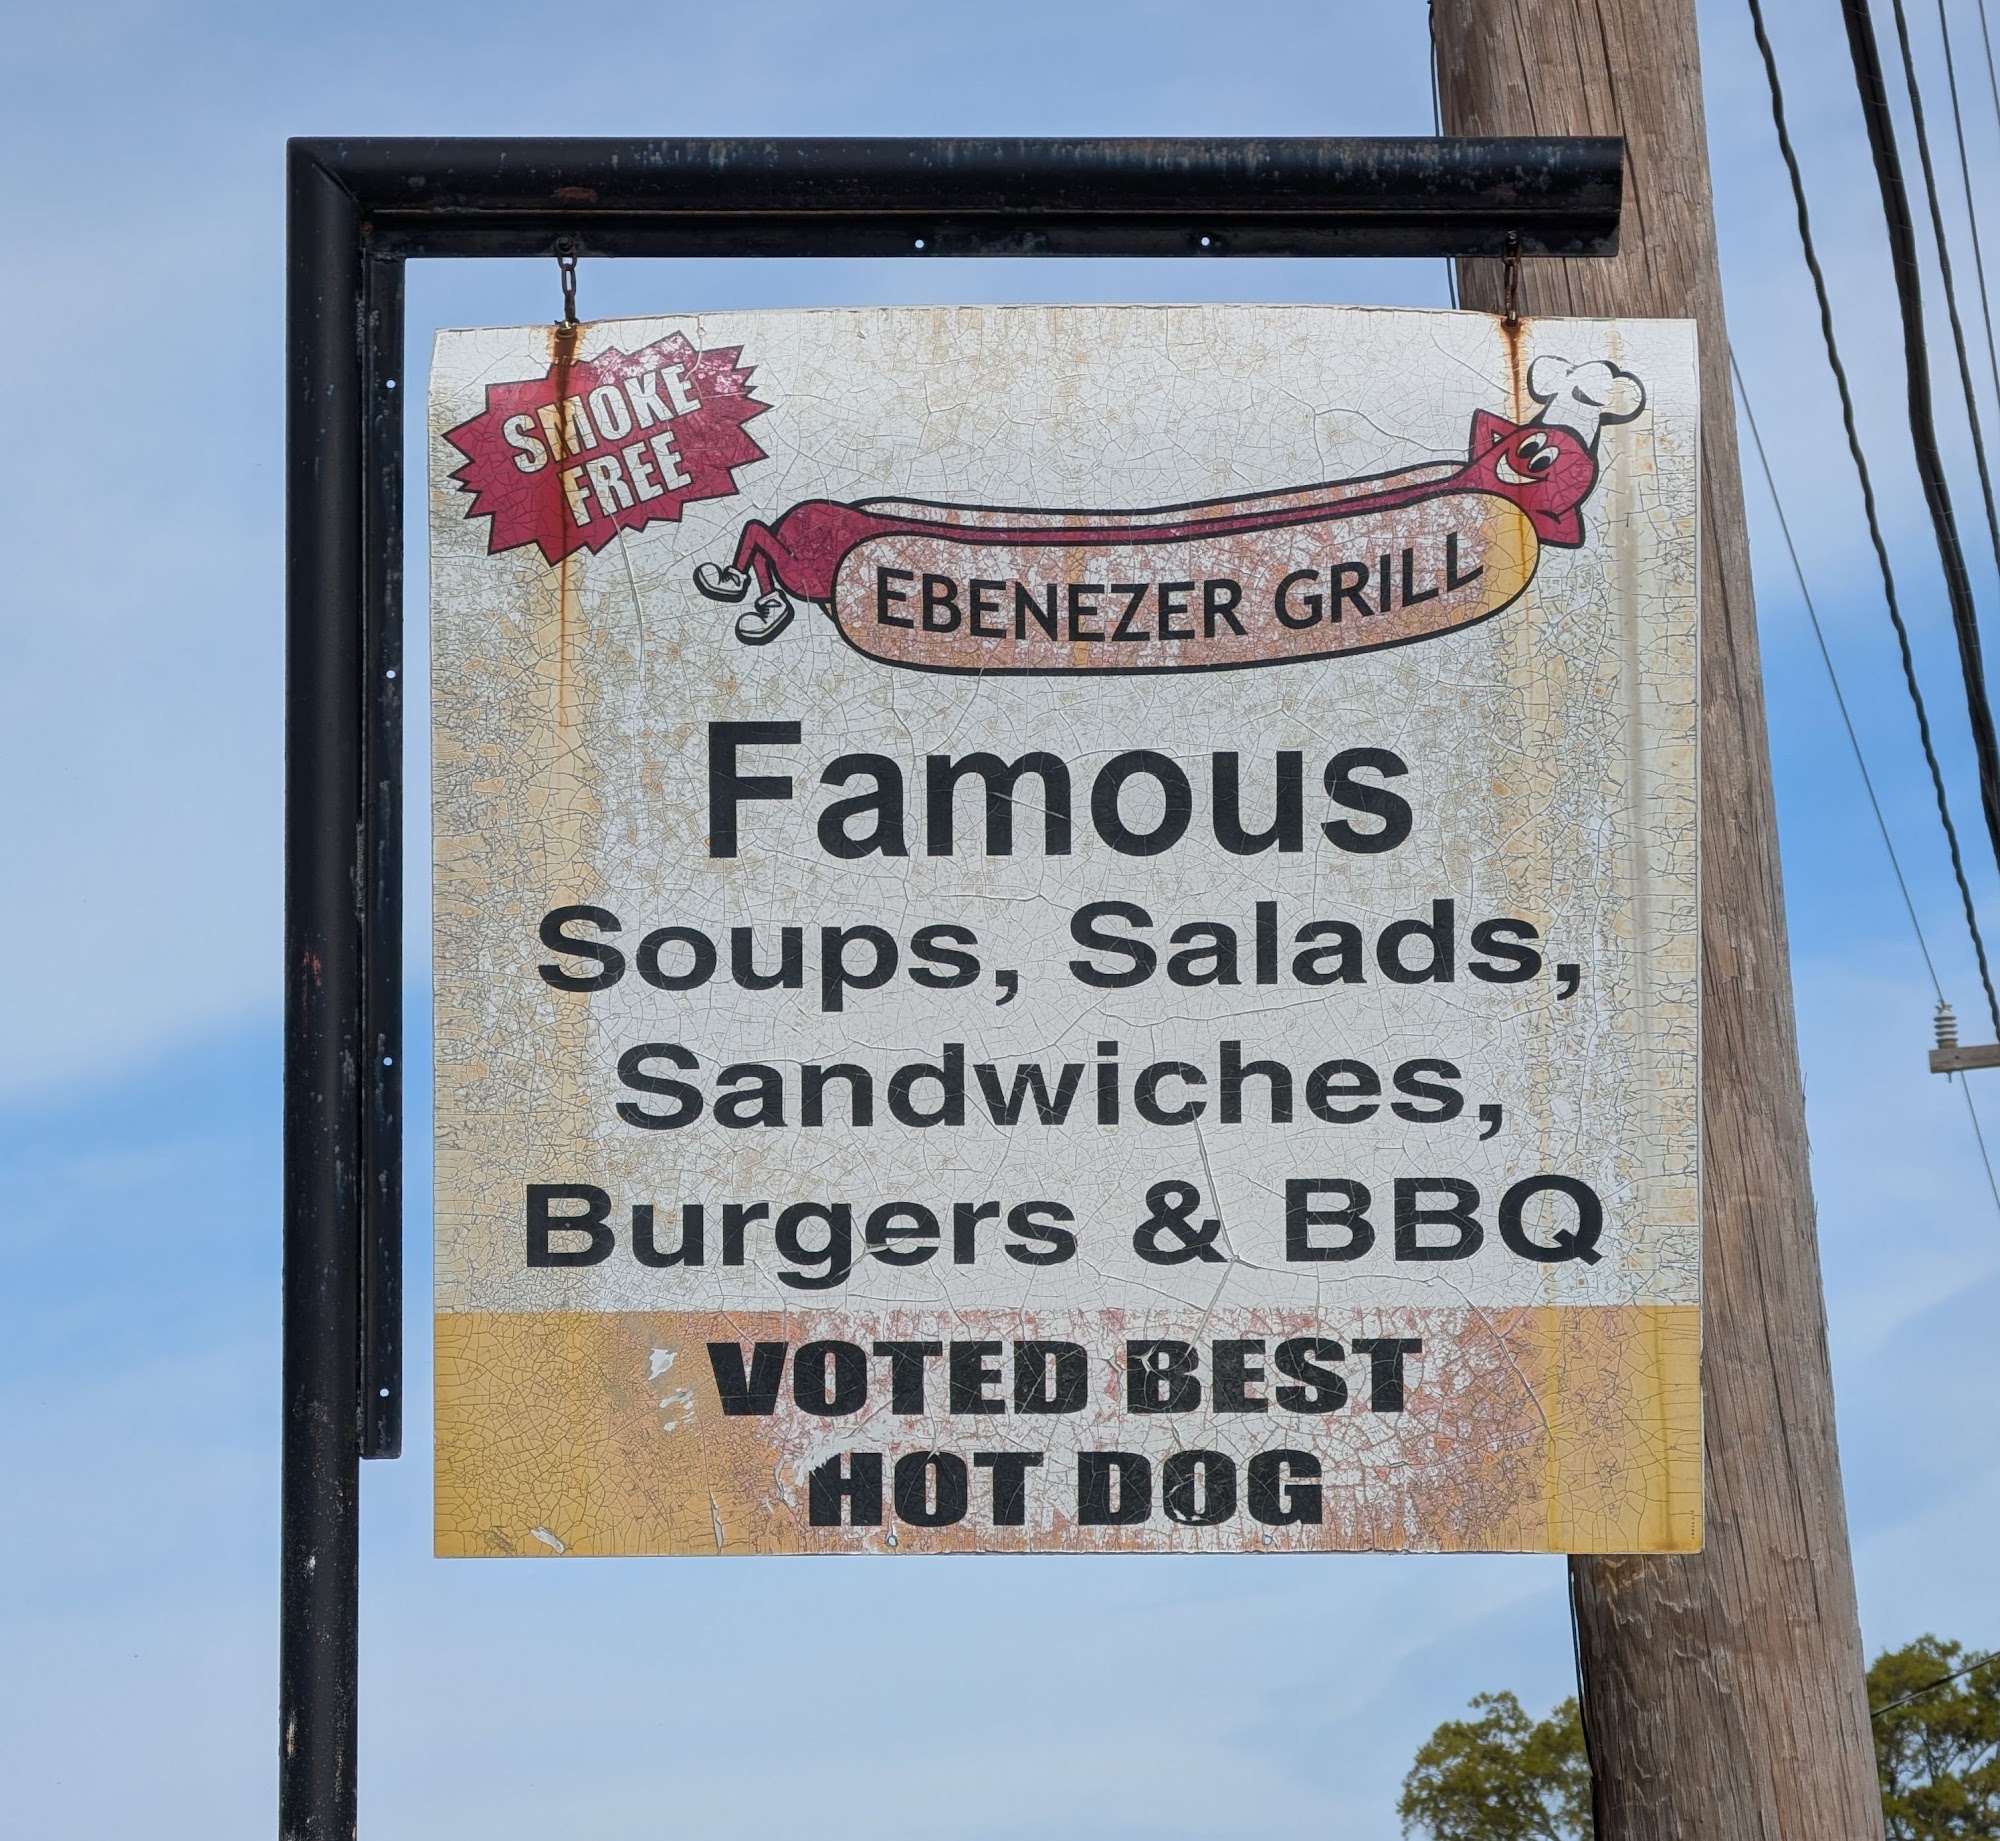 SMOKE
FREE
EBENEZER GRILL
Famous
Soups, Salads,
Sandwiches,
Burgers & BBQ
VOTED BEST
HOT DOG